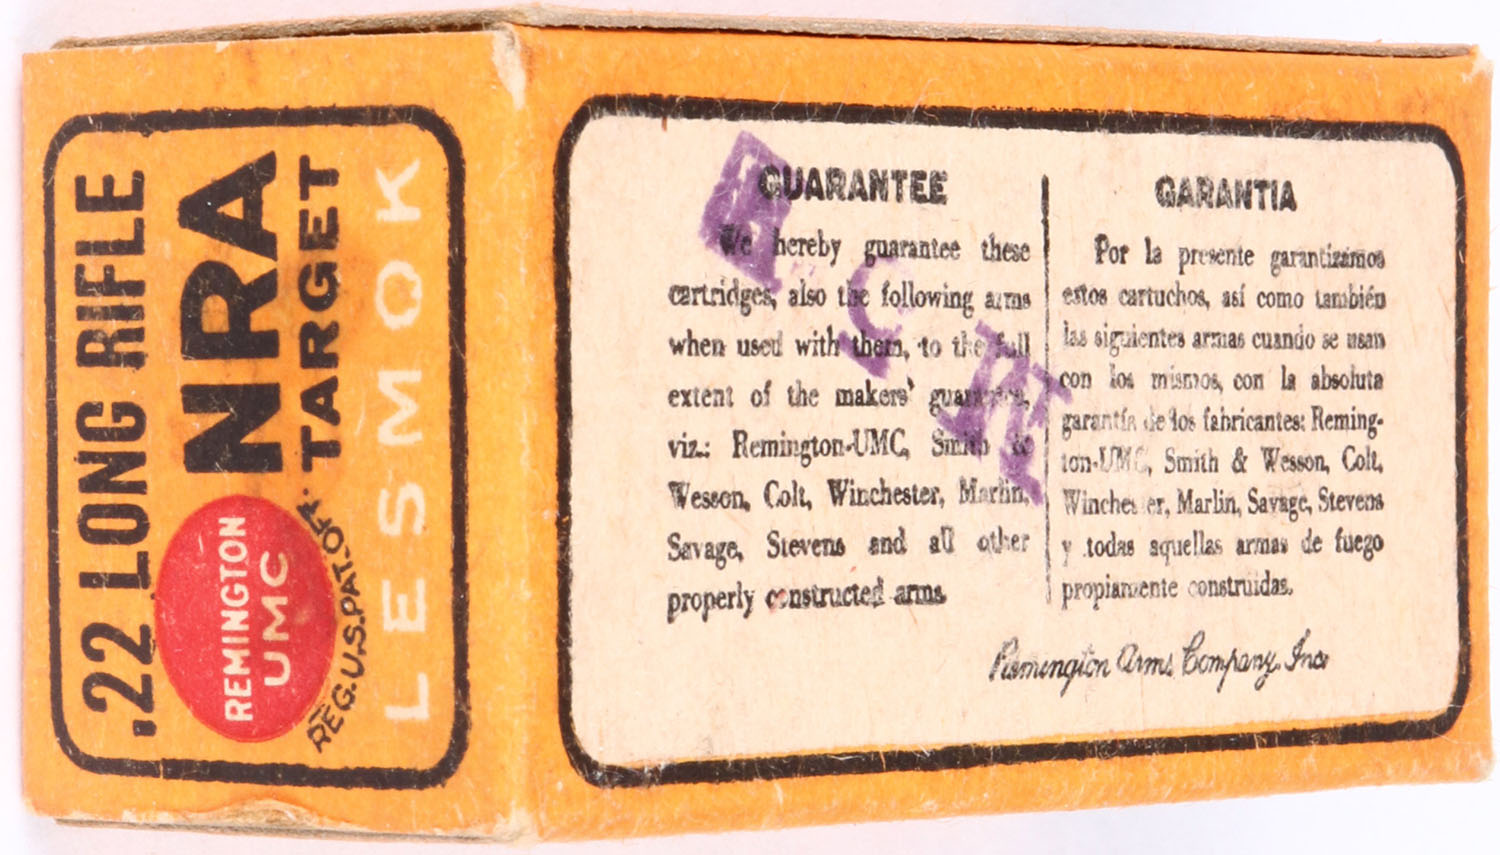 .22 LONG RIFLE
NRA
TARGET
REMINGTON
UMC
REG.U.S.PAT.OFF.
LESMOK
GUARANTEE
We hereby guarantee these
cartridges, also the following arms
when used with them, to the full
extent of the makers' guarantee,
viz.: Remington-UMC, Smith &
Wesson, Colt, Winchester, Marlin,
Savage, Stevens and all other
properly constructed arms.
GARANTIA
Por la presente garantizamos
estos cartuchos, así como también
las siguientes armas cuando se usan
con los mismos, con la absoluta
garantía de los fabricantes: Reming-
ton-UMC, Smith & Wesson, Colt,
Winchester, Marlin, Savage, Stevens
y todas aquellas armas de fuego
propiamente construidas.
Remington Arms Company, Inc.